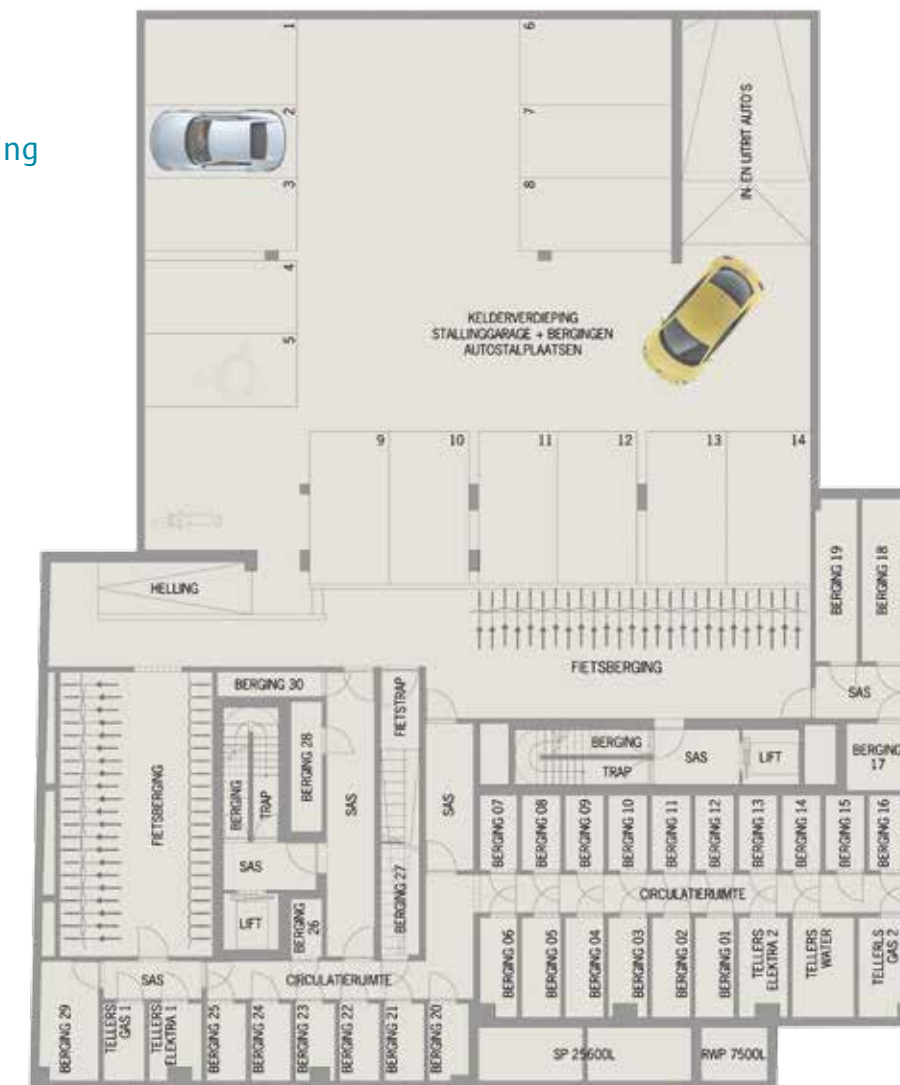 ing
1
2
3
4
5
6
7
8
IN- EN UITRIT AUTO'S
KELDERVERDIEPING
STALLINGGARAGE + BERGINGEN
AUTOSTALPLAATSEN
9
10
11
12
13
14
BERGING 19
BERGING 18
HELLING
FIETSBERGING
SAS
BERGING 30
FIETSTRAP
BERGING 28
BERGING
TRAP
SAS
LIFT
BERGING
17
FIETSBERGING
BERGING
TRAP
SAS
SAS
SAS
LIFT
BERGING
26
BERGING 27
BERGING 07
BERGING 08
BERGING 09
BERGING 10
BERGING 11
BERGING 12
BERGING 13
BERGING 14
BERGING 15
BERGING 16
CIRCULATIERUIMTE
BERGING 06
BERGING 05
BERGING 04
BERGING 03
BERGING 02
BERGING 01
TELLERS
ELEKTRA 2
TELLERS
WATER
TELLERLS
GAS 2
SAS
CIRCULATIERUIMTE
BERGING 29
TELLERS
GAS 1
TELLERS
ELEKTRA 1
BERGING 25
BERGING 24
BERGING 23
BERGING 22
BERGING 21
BERGING 20
SP 25600L
RWP 7500L